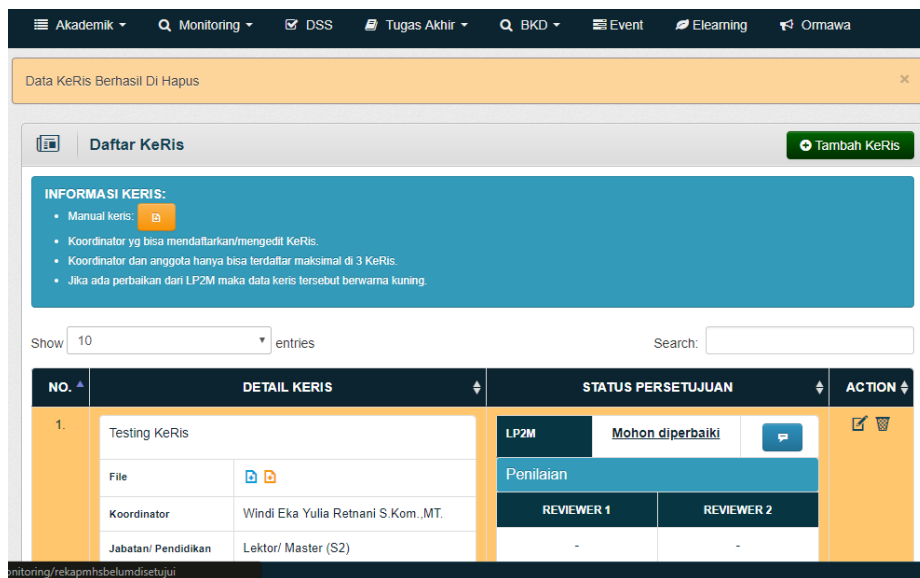 Akademik Monitoring DSS Tugas Akhir BKD Event Elearning Ormawa
Data KeRis Berhasil Di Hapus ×
Daftar KeRis Tambah KeRis
INFORMASI KERIS:
• Manual keris:
• Koordinator yg bisa mendaftarkan/mengedit KeRis.
• Koordinator dan anggota hanya bisa terdaftar maksimal di 3 KeRis.
• Jika ada perbaikan dari LP2M maka data keris tersebut berwarna kuning.
Show 10 entries Search:
NO. DETAIL KERIS STATUS PERSETUJUAN ACTION
1. Testing KeRis LP2M Mohon diperbaiki
File Penilaian
Koordinator Windi Eka Yulia Retnani S.Kom.,MT. REVIEWER 1 REVIEWER 2
Jabatan/ Pendidikan Lektor/ Master (S2) - -
onitoring/rekapmhsbelumdisetujui